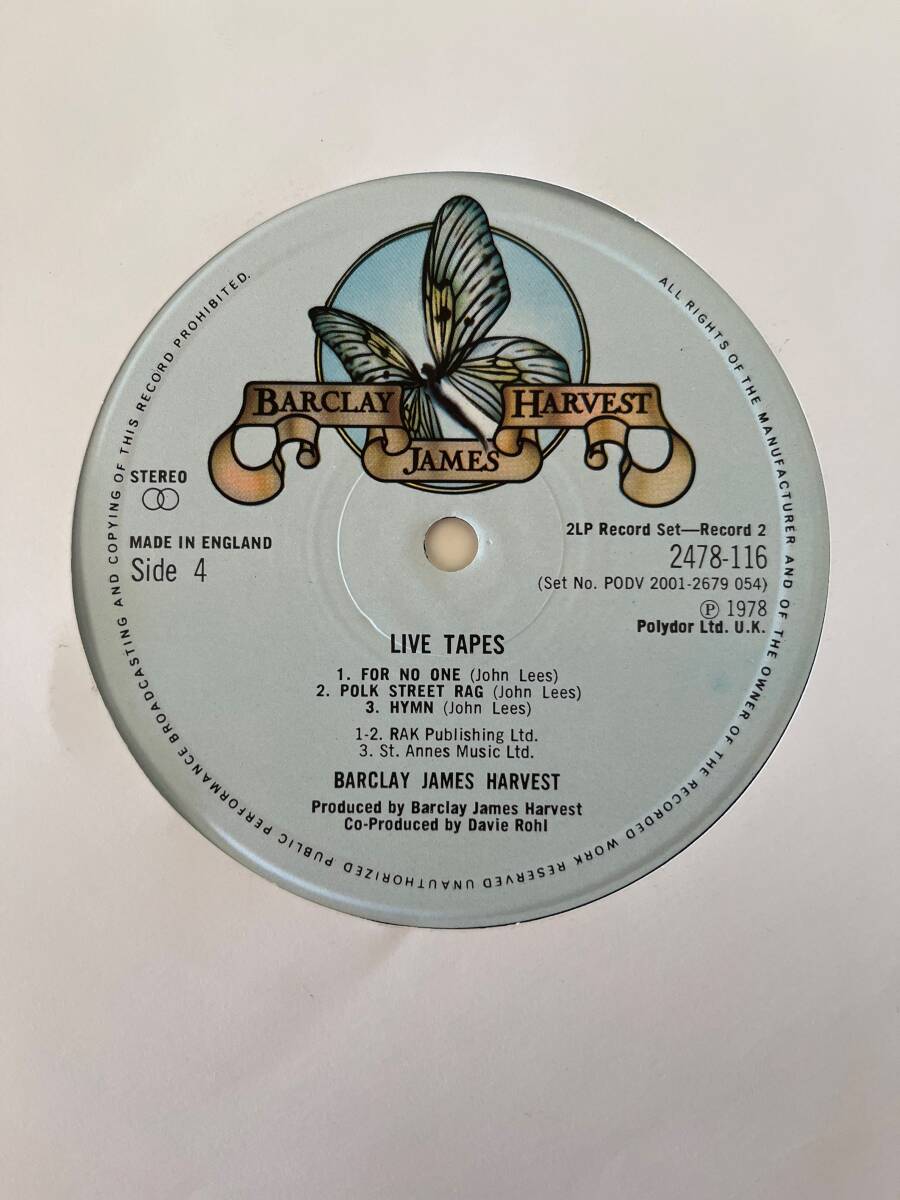 BARCLAY
JAMES
HARVEST
STEREO
MADE IN ENGLAND
Side 4
2LP Record Set—Record 2
2478-116
(Set No. PODV 2001-2679 054)
Ⓟ 1978
Polydor Ltd. U.K.
LIVE TAPES
1. FOR NO ONE (John Lees)
2. POLK STREET RAG (John Lees)
3. HYMN (John Lees)
1-2. RAK Publishing Ltd.
3. St. Annes Music Ltd.
BARCLAY JAMES HARVEST
Produced by Barclay James Harvest
Co-Produced by Davie Rohl
ALL RIGHTS OF THE MANUFACTURER AND OF THE OWNER OF THE RECORDED WORK RESERVED UNAUTHORIZED PUBLIC PERFORMANCE BROADCASTING AND COPYING OF THIS RECORD PROHIBITED.